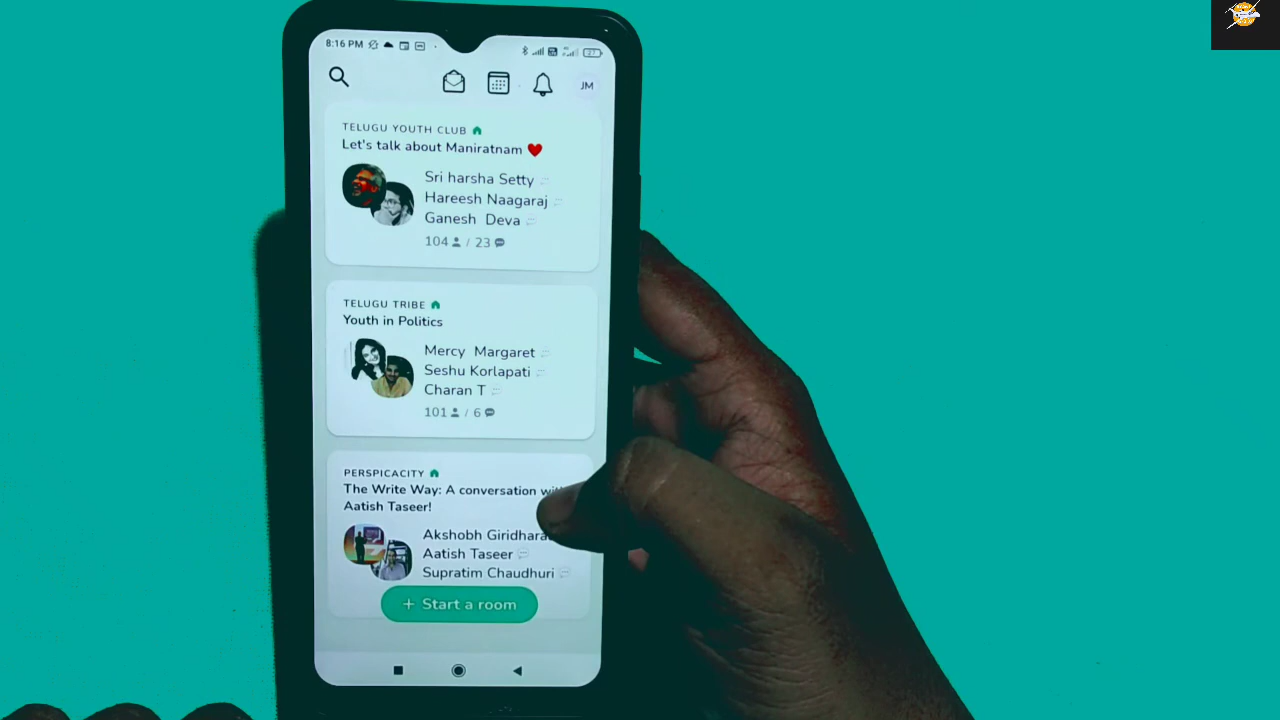 8:16 PM
JM
TELUGU YOUTH CLUB
Let's talk about Maniratnam ❤️
Sri harsha Setty
Hareesh Naagaraj
Ganesh Deva
104 / 23
TELUGU TRIBE
Youth in Politics
Mercy Margaret
Seshu Korlapati
Charan T
101 / 6
PERSPICACITY
The Write Way: A conversation
Aatish Taseer!
Akshobh
Aatish Taseer
Supratim Chaudhuri
+ Start a room